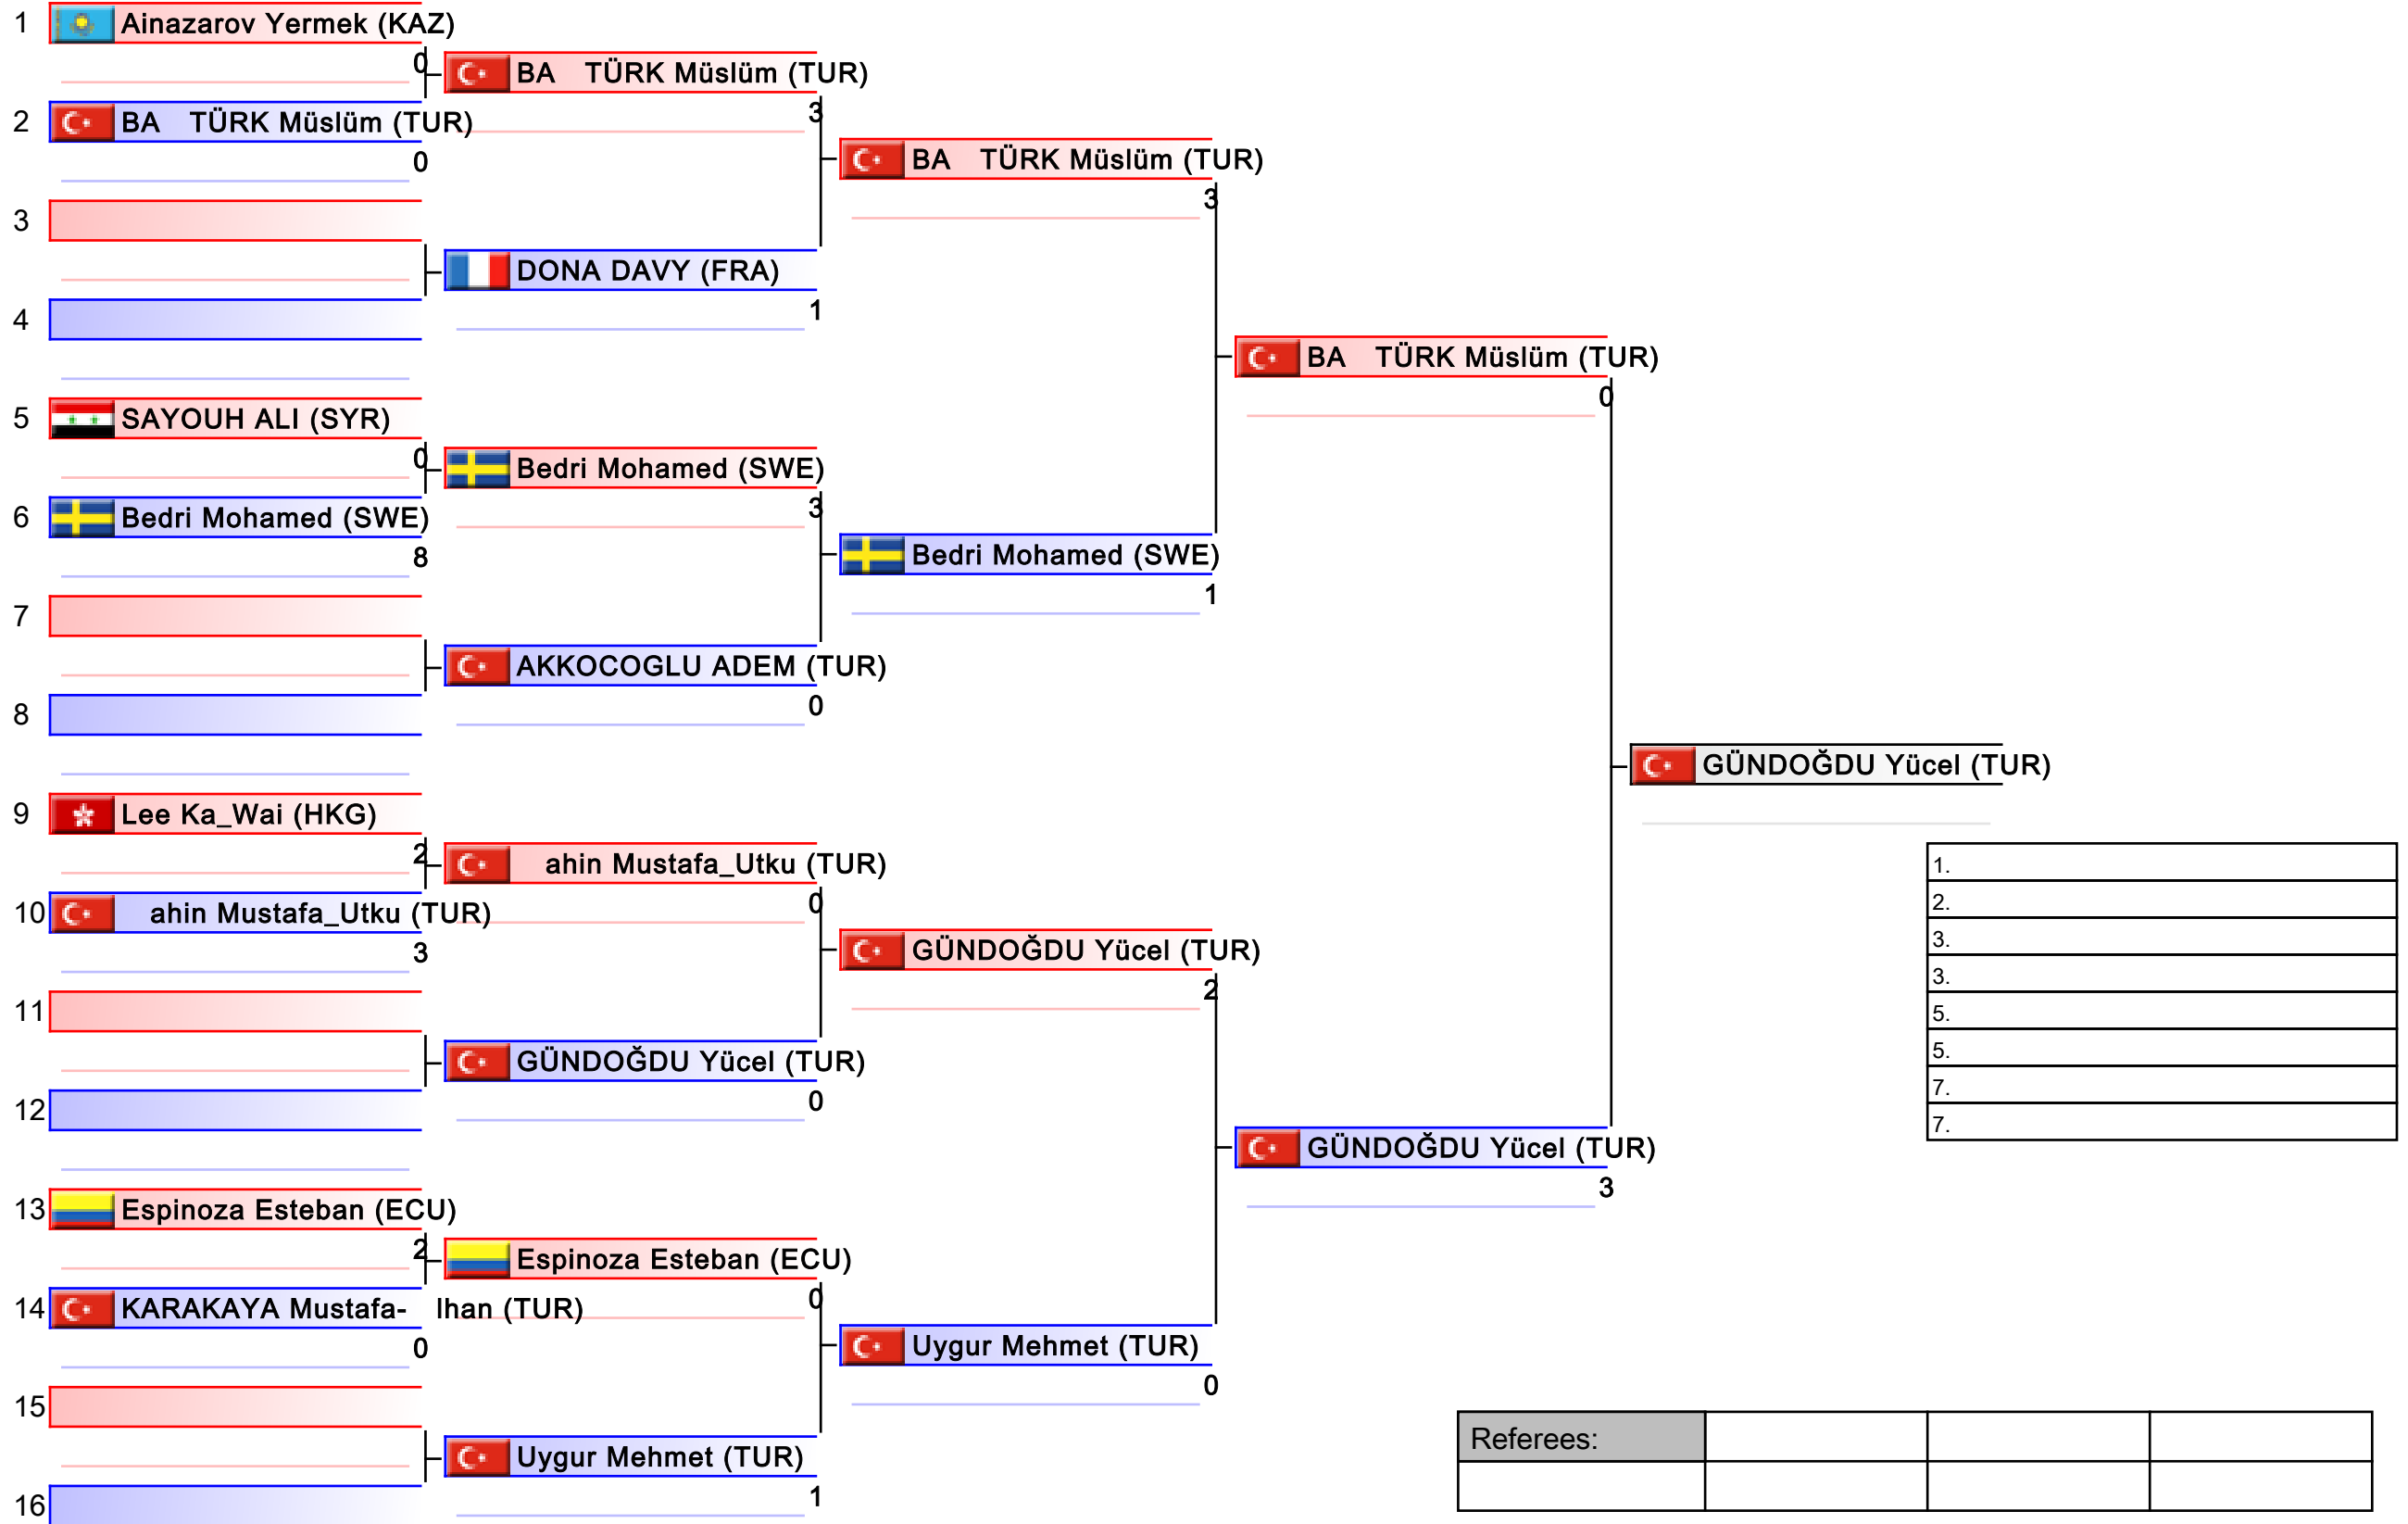 1 Ainazarov Yermek (KAZ)
0
2 BA TÜRK Müslüm (TUR)
0
3
4
5 SAYOUH ALI (SYR)
0
6 Bedri Mohamed (SWE)
8
7
8
9 Lee Ka_Wai (HKG)
2
10 ahin Mustafa_Utku (TUR)
3
11
12
13 Espinoza Esteban (ECU)
2
14 KARAKAYA Mustafa- lhan (TUR)
0
15
16
BA TÜRK Müslüm (TUR)
3
DONA DAVY (FRA)
1
Bedri Mohamed (SWE)
3
AKKOCOGLU ADEM (TUR)
0
ahin Mustafa_Utku (TUR)
0
GÜNDOĞDU Yücel (TUR)
0
Espinoza Esteban (ECU)
0
Uygur Mehmet (TUR)
1
BA TÜRK Müslüm (TUR)
3
Bedri Mohamed (SWE)
1
GÜNDOĞDU Yücel (TUR)
2
Uygur Mehmet (TUR)
0
BA TÜRK Müslüm (TUR)
0
GÜNDOĞDU Yücel (TUR)
3
GÜNDOĞDU Yücel (TUR)
1.
2.
3.
3.
5.
5.
7.
7.
Referees: